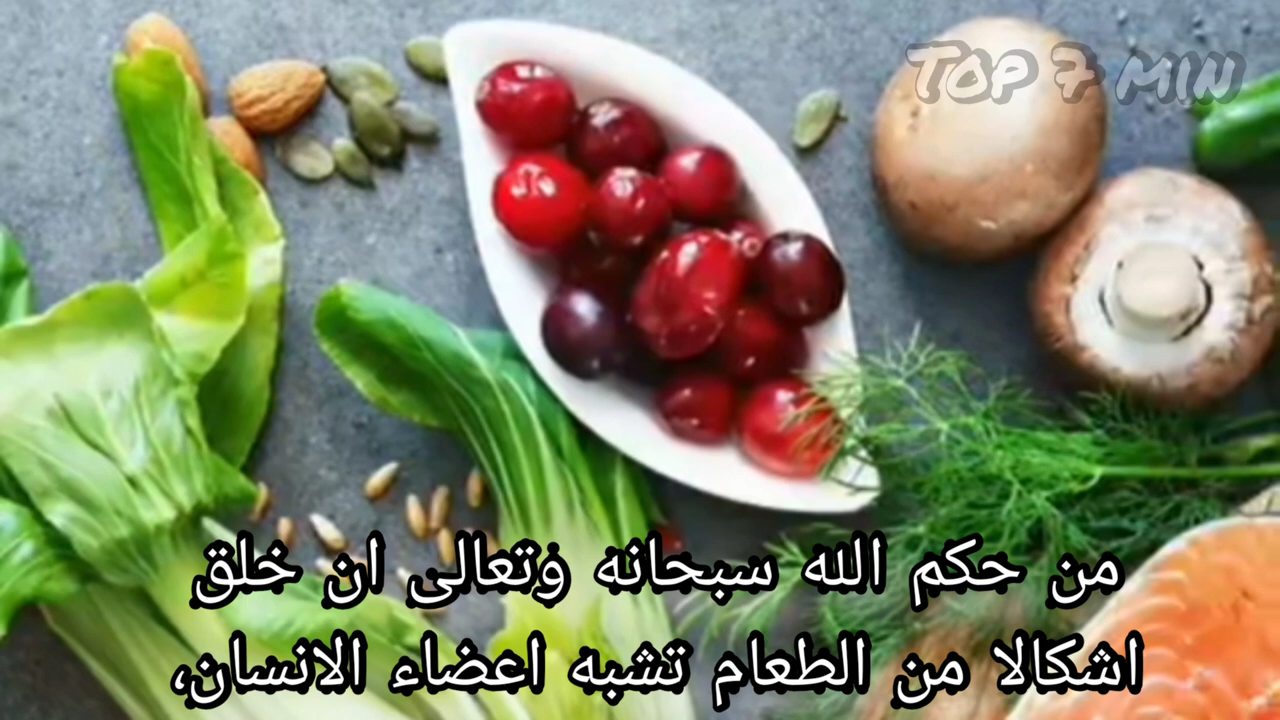 TOP 7 MIN
من حكم الله سبحانه وتعالى ان خلق
اشكالا من الطعام تشبه اعضاء الانسان،